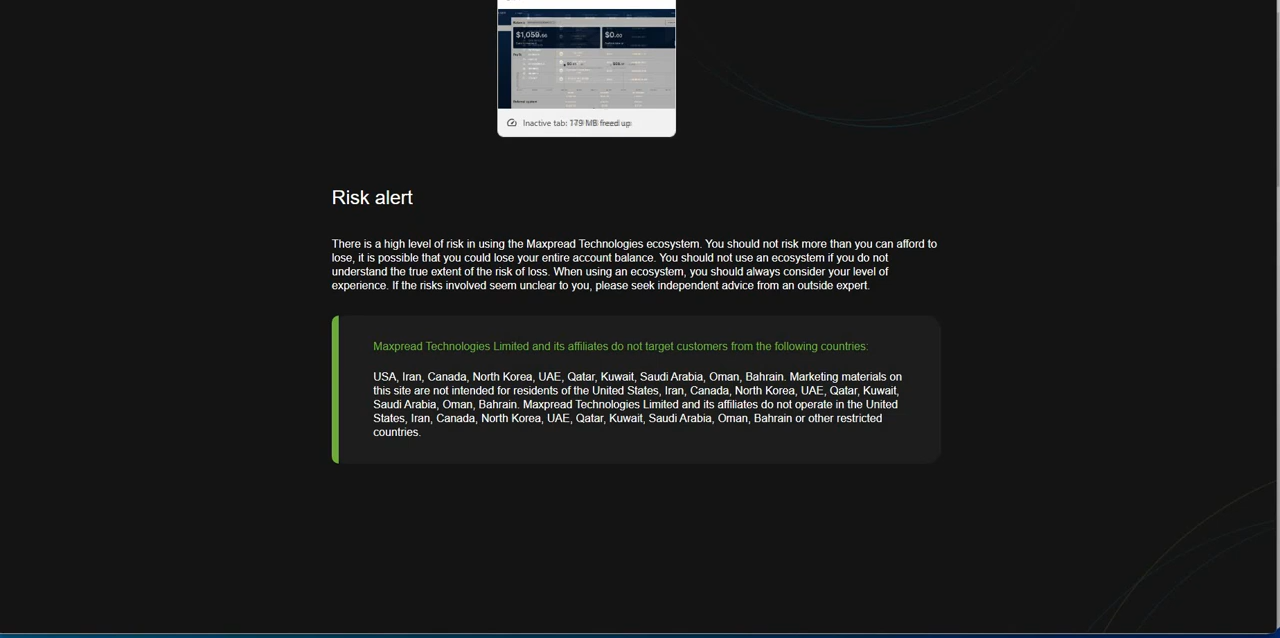 $1,059.66 $0.00
Inactive tab: 179 MB freed up
Risk alert
There is a high level of risk in using the Maxpread Technologies ecosystem. You should not risk more than you can afford to
lose, it is possible that you could lose your entire account balance. You should not use an ecosystem if you do not
understand the true extent of the risk of loss. When using an ecosystem, you should always consider your level of
experience. If the risks involved seem unclear to you, please seek independent advice from an outside expert.
Maxpread Technologies Limited and its affiliates do not target customers from the following countries:
USA, Iran, Canada, North Korea, UAE, Qatar, Kuwait, Saudi Arabia, Oman, Bahrain. Marketing materials on
this site are not intended for residents of the United States, Iran, Canada, North Korea, UAE, Qatar, Kuwait,
Saudi Arabia, Oman, Bahrain. Maxpread Technologies Limited and its affiliates do not operate in the United
States, Iran, Canada, North Korea, UAE, Qatar, Kuwait, Saudi Arabia, Oman, Bahrain or other restricted
countries.